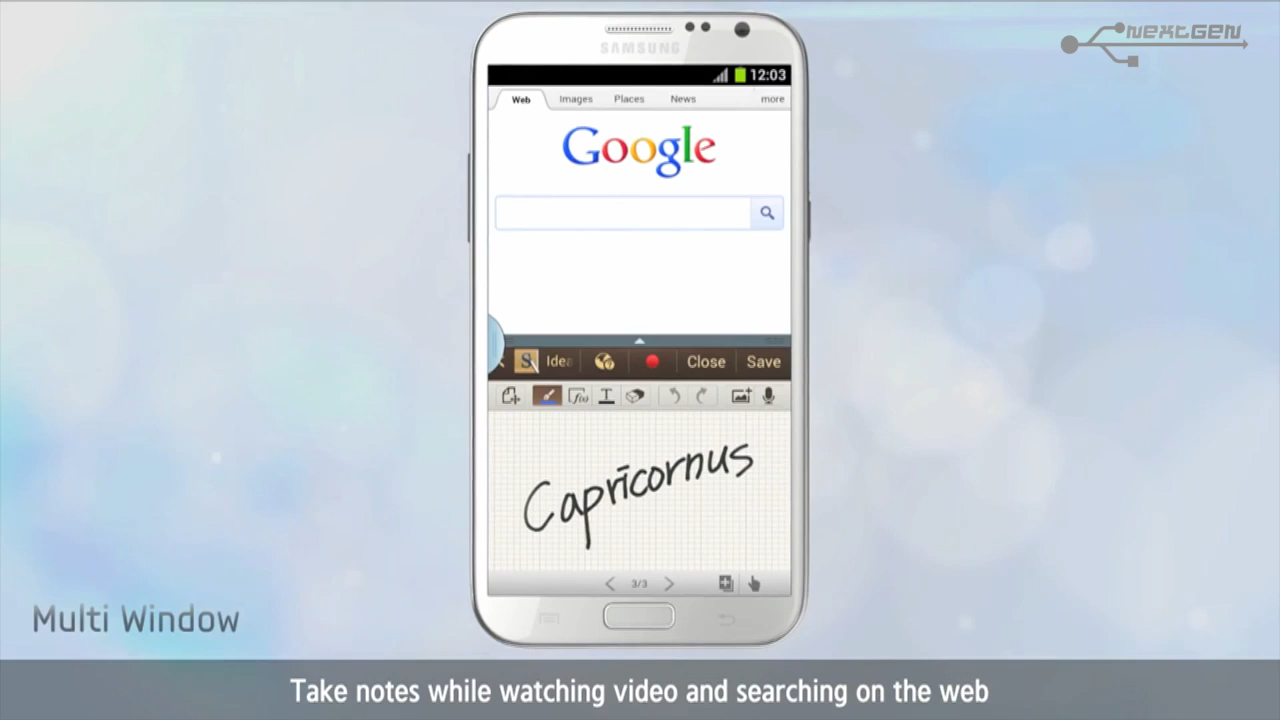 NEXTGEN
SAMSUNG
12:03
Web Images Places News more
Google
S Idea Close Save
f(x) T
Capricornus
3/3
Multi Window
Take notes while watching video and searching on the web